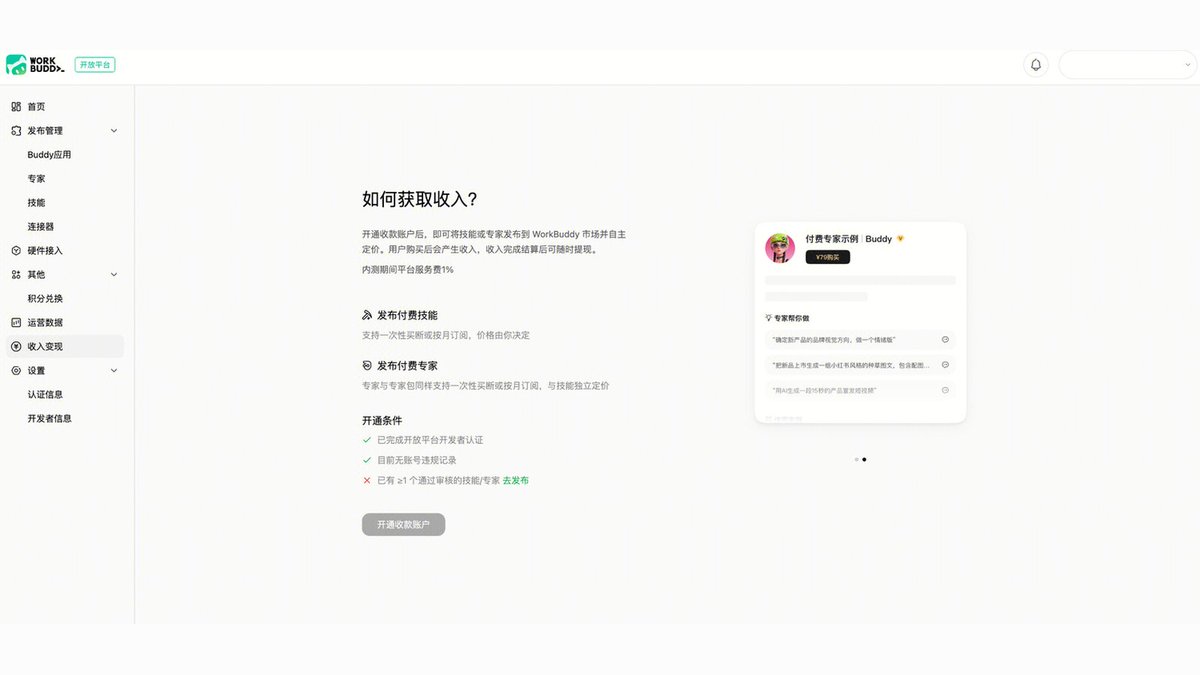 WORK
BUDD>_
开放平台
首页
发布管理
Buddy应用
专家
技能
连接器
硬件接入
其他
积分兑换
运营数据
收入变现
设置
认证信息
开发者信息
如何获取收入?
开通收款账户后，即可将技能或专家发布到 WorkBuddy 市场并自主
定价。用户购买后会产生收入，收入完成结算后可随时提现。
内测期间平台服务费1%
发布付费技能
支持一次性买断或按月订阅，价格由你决定
发布付费专家
专家与专家包同样支持一次性买断或按月订阅，与技能独立定价
开通条件
已完成开放平台开发者认证
目前无账号违规记录
已有 ≥1 个通过审核的技能/专家 去发布
开通收款账户
付费专家示例 | Buddy
¥79购买
专家帮你做
"确定新产品的品牌视觉方向，做一个情绪版"
"把新品上市生成一组小红书风格的种草图文，包含配图...
"用AI生成一段15秒的产品宣发短视频"